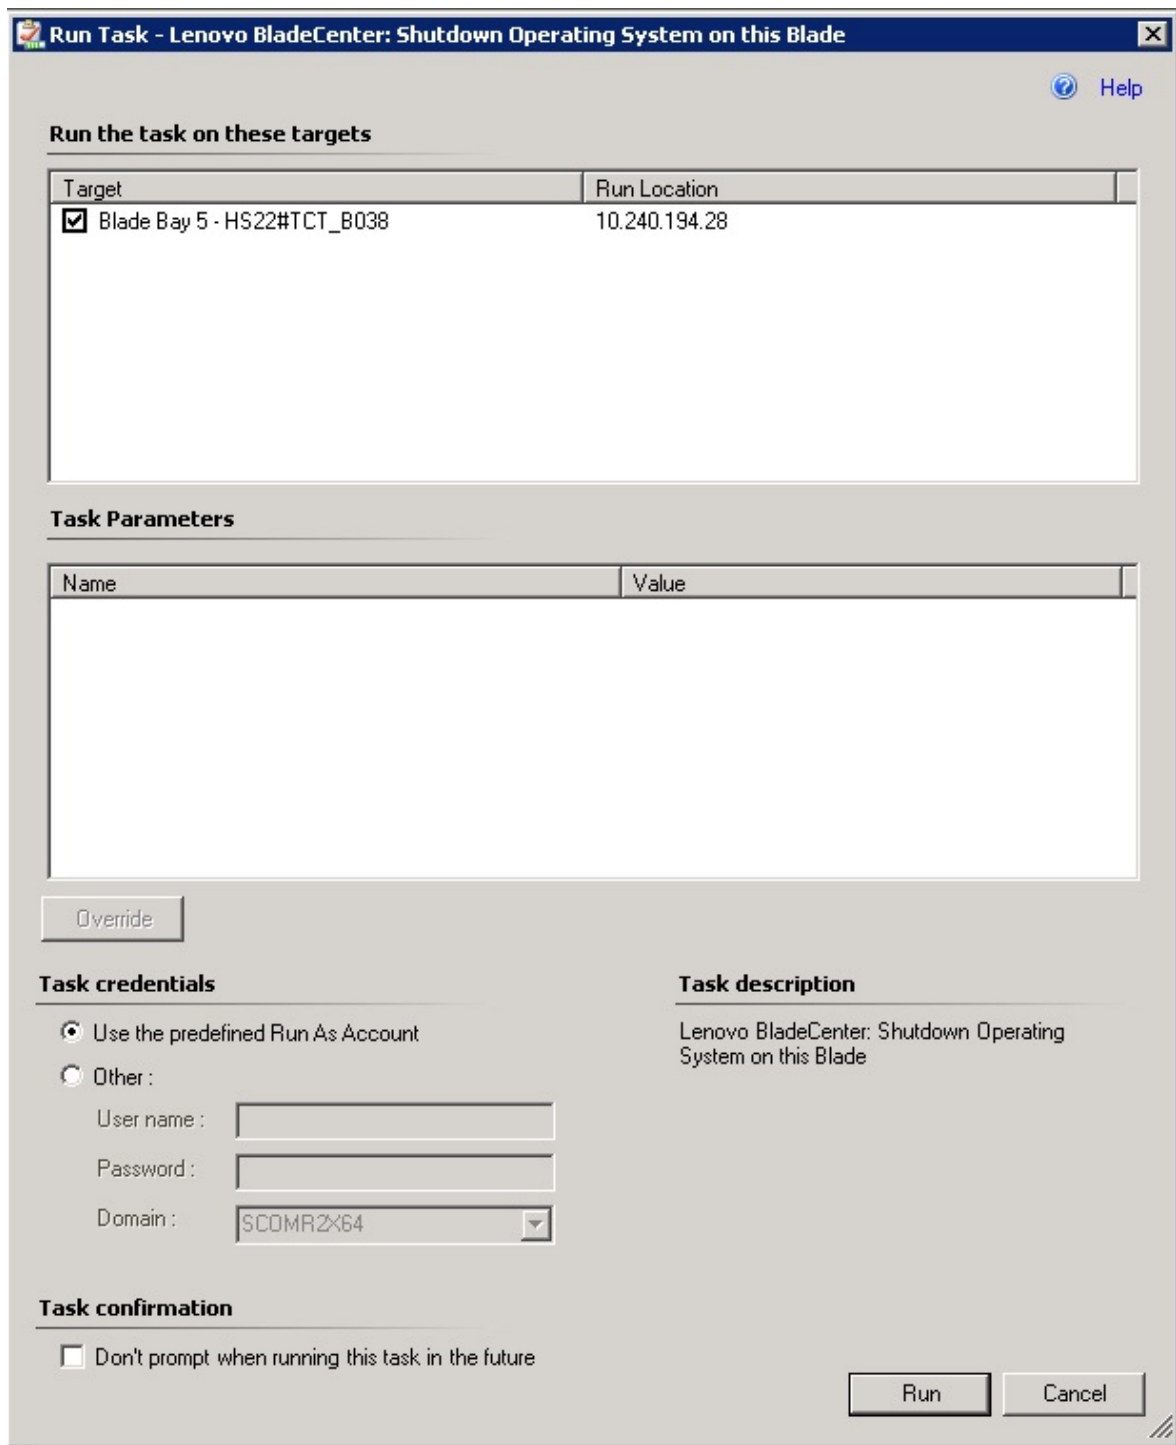 Run Task - Lenovo BladeCenter: Shutdown Operating System on this Blade
Help
Run the task on these targets
Target Run Location
Blade Bay 5 - HS22#TCT_B038 10.240.194.28
Task Parameters
Name Value
Override
Task credentials
Use the predefined Run As Account
Other :
User name :
Password :
Domain : SCOMR2X64
Task description
Lenovo BladeCenter: Shutdown Operating
System on this Blade
Task confirmation
Don't prompt when running this task in the future
Run Cancel